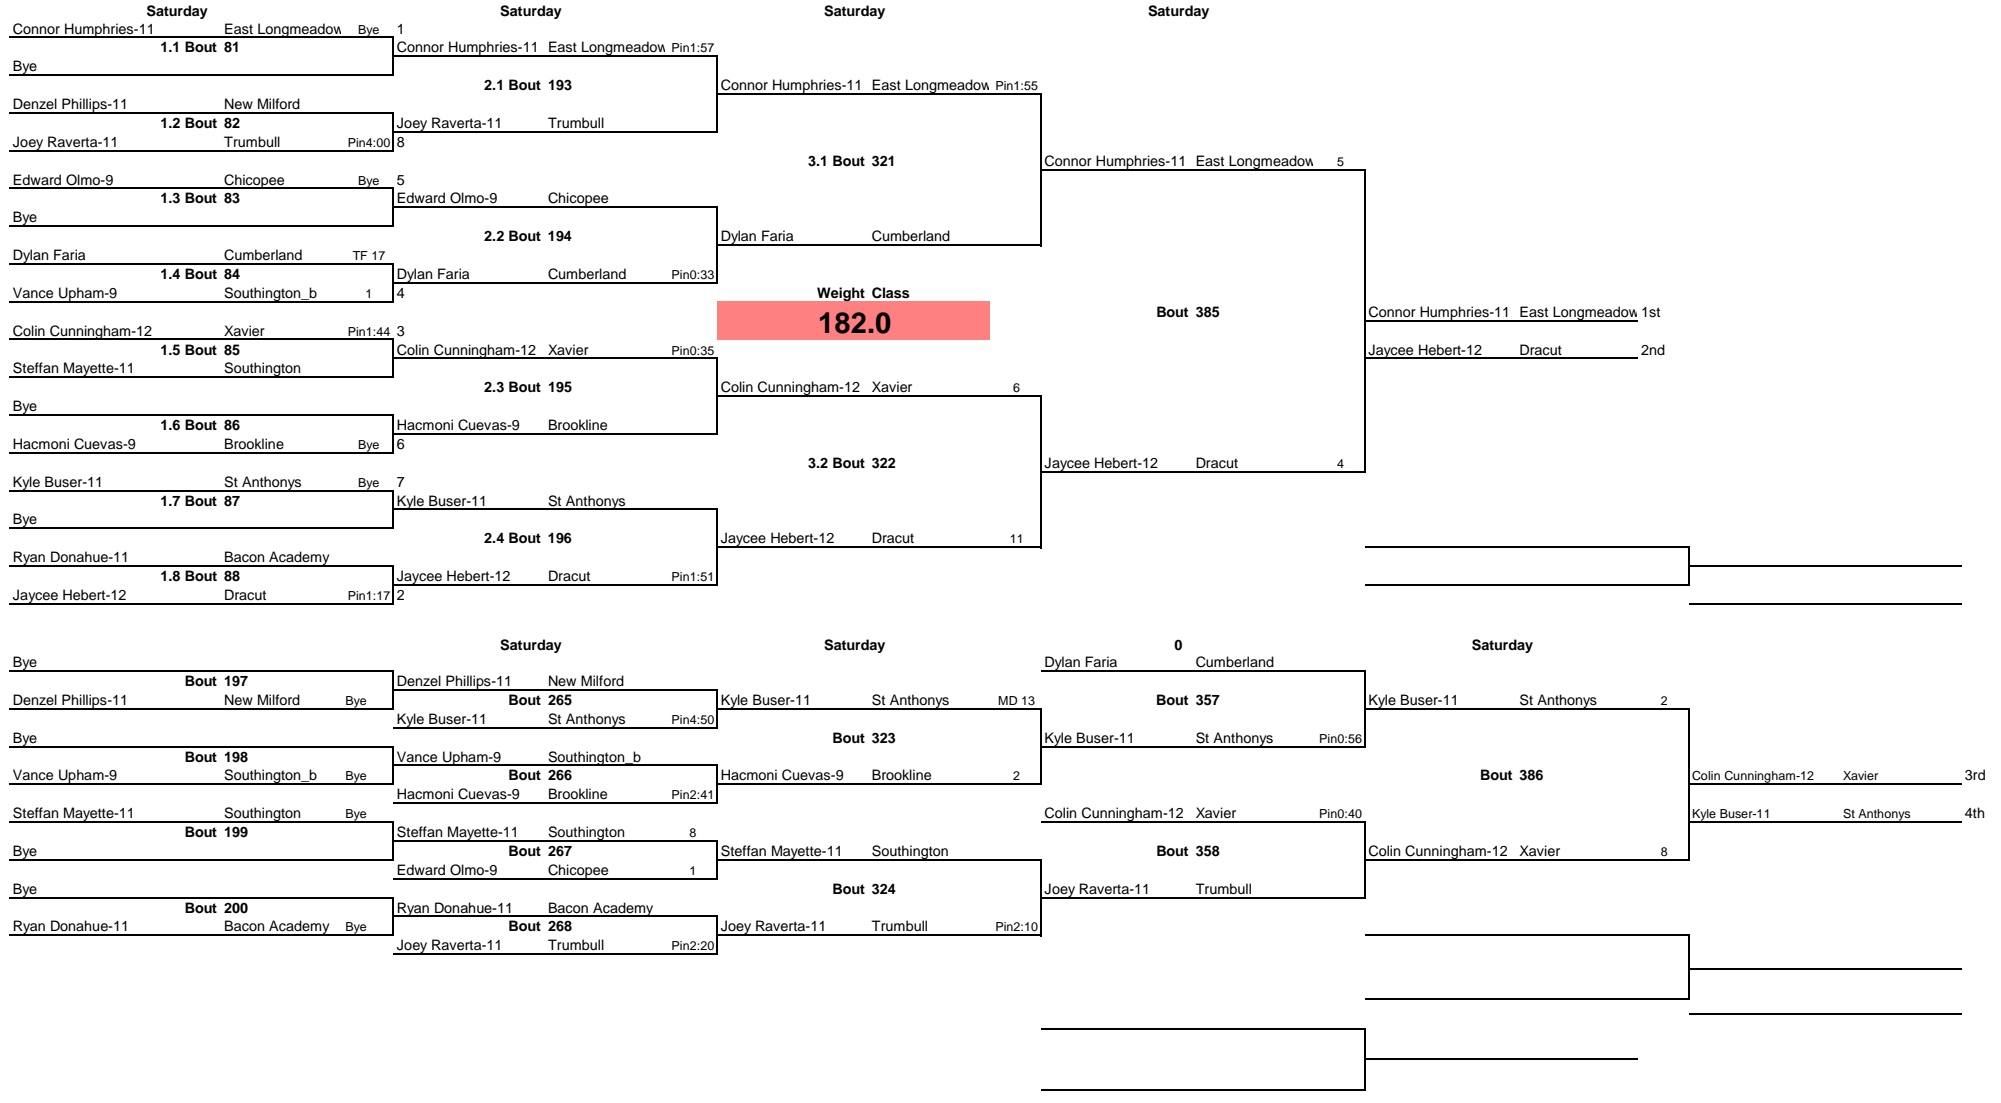 Saturday Saturday Saturday Saturday
Connor Humphries-11 East Longmeadow Bye 1
1.1 Bout 81 Connor Humphries-11 East Longmeadow Pin1:57
Bye
2.1 Bout 193 Connor Humphries-11 East Longmeadow Pin1:55
Denzel Phillips-11 New Milford
1.2 Bout 82 Joey Raverta-11 Trumbull
Joey Raverta-11 Trumbull Pin4:00 8
3.1 Bout 321 Connor Humphries-11 East Longmeadow 5
Edward Olmo-9 Chicopee Bye 5
1.3 Bout 83 Edward Olmo-9 Chicopee
Bye
2.2 Bout 194 Dylan Faria Cumberland
Dylan Faria Cumberland TF 17
1.4 Bout 84 Dylan Faria Cumberland Pin0:33
Vance Upham-9 Southington_b 1 4 Weight Class
Bout 385 Connor Humphries-11 East Longmeadow 1st
182.0
Colin Cunningham-12 Xavier Pin1:44 3
1.5 Bout 85 Colin Cunningham-12 Xavier Pin0:35 Jaycee Hebert-12 Dracut 2nd
Steffan Mayette-11 Southington
2.3 Bout 195 Colin Cunningham-12 Xavier 6
Bye
1.6 Bout 86 Hacmoni Cuevas-9 Brookline
Hacmoni Cuevas-9 Brookline Bye 6
3.2 Bout 322 Jaycee Hebert-12 Dracut 4
Kyle Buser-11 St Anthonys Bye 7
1.7 Bout 87 Kyle Buser-11 St Anthonys
Bye
2.4 Bout 196 Jaycee Hebert-12 Dracut 11
Ryan Donahue-11 Bacon Academy
1.8 Bout 88 Jaycee Hebert-12 Dracut Pin1:51
Jaycee Hebert-12 Dracut Pin1:17 2
Saturday Saturday 0 Saturday
Bye Dylan Faria Cumberland
Bout 197 Denzel Phillips-11 New Milford
Denzel Phillips-11 New Milford Bye Bout 265 Kyle Buser-11 St Anthonys MD 13 Bout 357 Kyle Buser-11 St Anthonys 2
Kyle Buser-11 St Anthonys Pin4:50
Bye Bout 323 Kyle Buser-11 St Anthonys Pin0:56
Bout 198 Vance Upham-9 Southington_b
Vance Upham-9 Southington_b Bye Bout 266 Hacmoni Cuevas-9 Brookline 2 Bout 386 Colin Cunningham-12 Xavier 3rd
Hacmoni Cuevas-9 Brookline Pin2:41
Steffan Mayette-11 Southington Bye Colin Cunningham-12 Xavier Pin0:40 Kyle Buser-11 St Anthonys 4th
Bout 199 Steffan Mayette-11 Southington 8
Bye Bout 267 Steffan Mayette-11 Southington Bout 358 Colin Cunningham-12 Xavier 8
Edward Olmo-9 Chicopee 1
Bye Bout 324 Joey Raverta-11 Trumbull
Bout 200 Ryan Donahue-11 Bacon Academy
Ryan Donahue-11 Bacon Academy Bye Bout 268 Joey Raverta-11 Trumbull Pin2:10
Joey Raverta-11 Trumbull Pin2:20